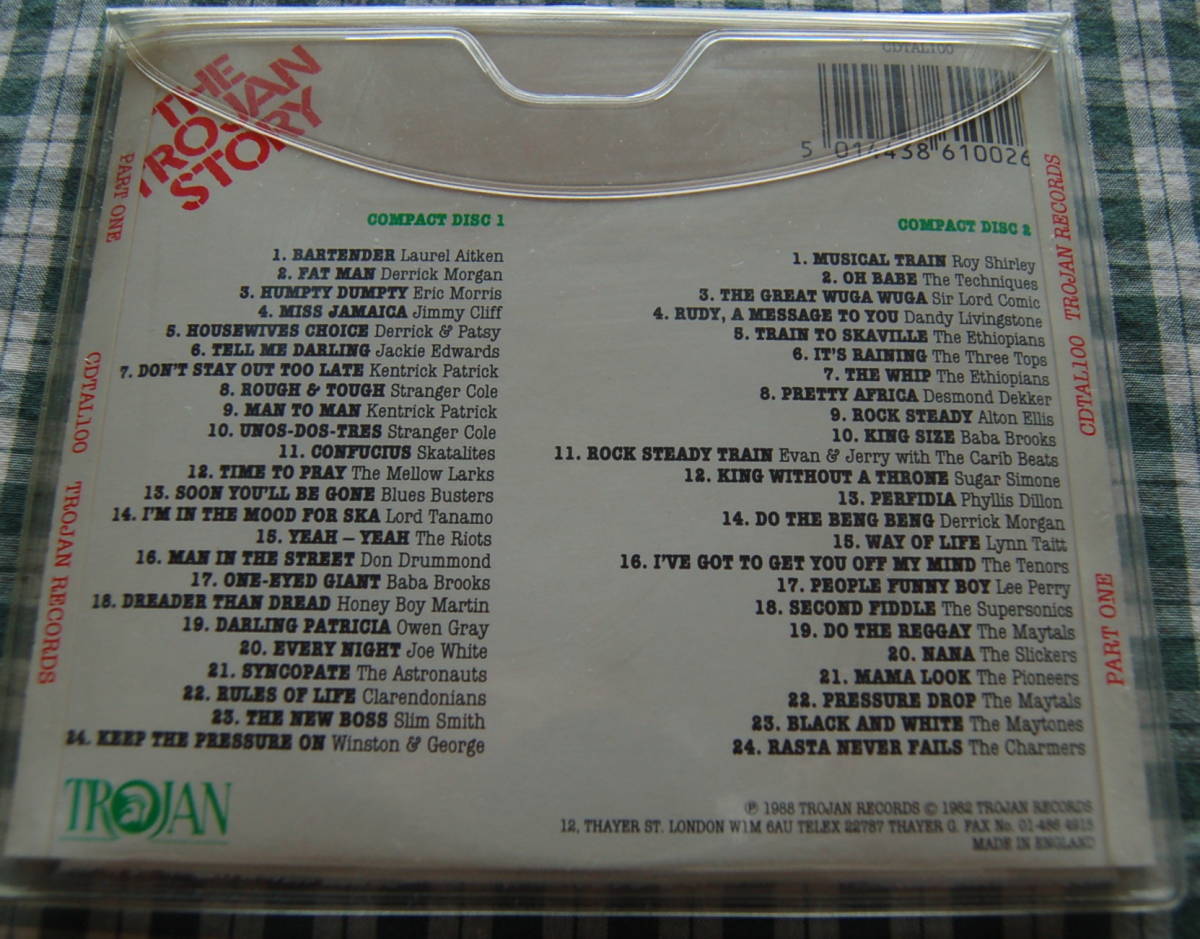 THE
TROJAN
STORY
CDTAL100
5 014438 610026
PART ONE
CDTAL100 TROJAN RECORDS
COMPACT DISC 1
1. BARTENDER Laurel Aitken
2. FAT MAN Derrick Morgan
3. HUMPTY DUMPTY Eric Morris
4. MISS JAMAICA Jimmy Cliff
5. HOUSEWIVES CHOICE Derrick & Patsy
6. TELL ME DARLING Jackie Edwards
7. DON'T STAY OUT TOO LATE Kentrick Patrick
8. ROUGH & TOUGH Stranger Cole
9. MAN TO MAN Kentrick Patrick
10. UNOS-DOS-TRES Stranger Cole
11. CONFUCIUS Skatalites
12. TIME TO PRAY The Mellow Larks
13. SOON YOU'LL BE GONE Blues Busters
14. I'M IN THE MOOD FOR SKA Lord Tanamo
15. YEAH – YEAH The Riots
16. MAN IN THE STREET Don Drummond
17. ONE-EYED GIANT Baba Brooks
18. DREADER THAN DREAD Honey Boy Martin
19. DARLING PATRICIA Owen Gray
20. EVERY NIGHT Joe White
21. SYNCOPATE The Astronauts
22. RULES OF LIFE Clarendonians
23. THE NEW BOSS Slim Smith
24. KEEP THE PRESSURE ON Winston & George
COMPACT DISC 2
1. MUSICAL TRAIN Roy Shirley
2. OH BABE The Techniques
3. THE GREAT WUGA WUGA Sir Lord Comic
4. RUDY, A MESSAGE TO YOU Dandy Livingstone
5. TRAIN TO SKAVILLE The Ethiopians
6. IT'S RAINING The Three Tops
7. THE WHIP The Ethiopians
8. PRETTY AFRICA Desmond Dekker
9. ROCK STEADY Alton Ellis
10. KING SIZE Baba Brooks
11. ROCK STEADY TRAIN Evan & Jerry with The Carib Beats
12. KING WITHOUT A THRONE Sugar Simone
13. PERFIDIA Phyllis Dillon
14. DO THE BENG BENG Derrick Morgan
15. WAY OF LIFE Lynn Taitt
16. I'VE GOT TO GET YOU OFF MY MIND The Tenors
17. PEOPLE FUNNY BOY Lee Perry
18. SECOND FIDDLE The Supersonics
19. DO THE REGGAY The Maytals
20. NANA The Slickers
21. MAMA LOOK The Pioneers
22. PRESSURE DROP The Maytals
23. BLACK AND WHITE The Maytones
24. RASTA NEVER FAILS The Charmers
CDTAL100 TROJAN RECORDS
PART ONE
TROJAN
℗ 1988 TROJAN RECORDS © 1982 TROJAN RECORDS
12, THAYER ST. LONDON W1M 6AU TELEX 22787 THAYER G. FAX No. 01-486 4915
MADE IN ENGLAND